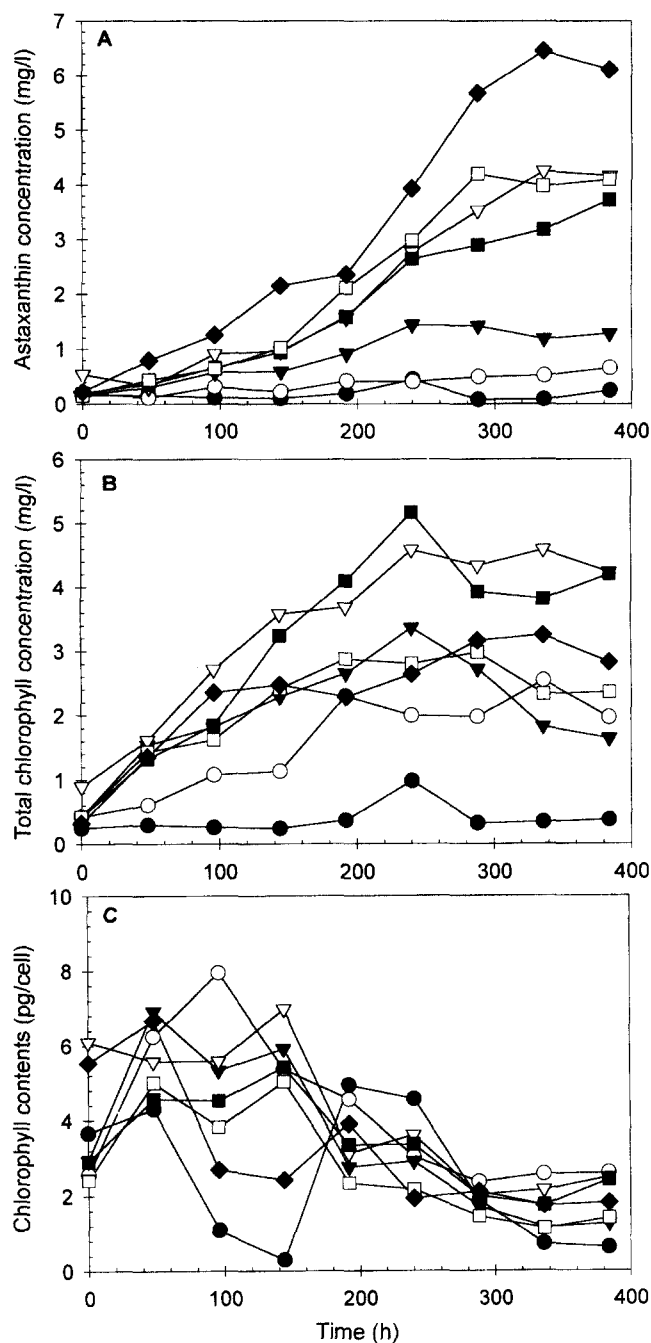 A
Astaxanthin concentration (mg/l)
7
6
5
4
3
2
1
0
0 100 200 300 400
B
Total chlorophyll concentration (mg/l)
6
5
4
3
2
1
0
0 100 200 300 400
C
Chlorophyll contents (pg/cell)
10
8
6
4
2
0
0 100 200 300 400
Time (h)